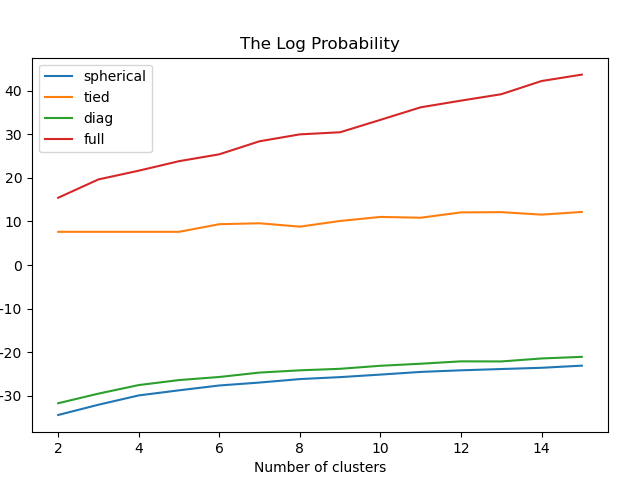 The Log Probability
spherical
tied
diag
full
40
30
20
10
0
-10
-20
-30
2 4 6 8 10 12 14
Number of clusters